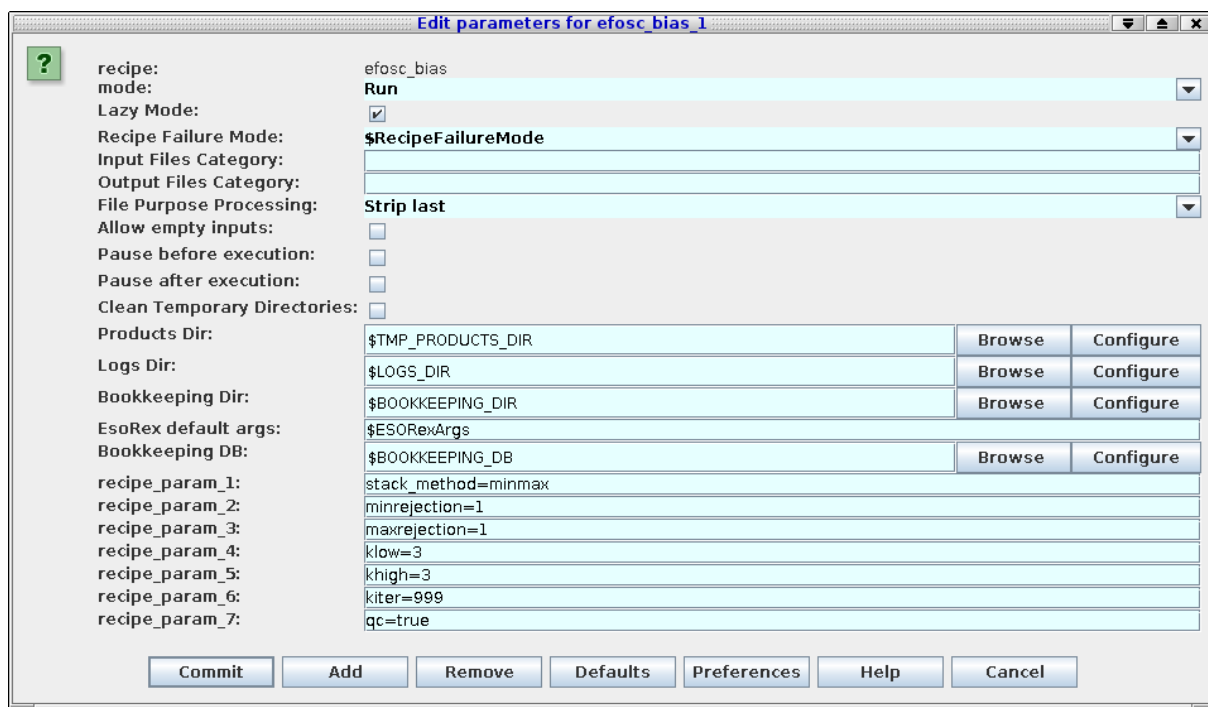 Edit parameters for efosc_bias_1
?
recipe: efosc_bias
mode: Run
Lazy Mode:
Recipe Failure Mode: $RecipeFailureMode
Input Files Category:
Output Files Category:
File Purpose Processing: Strip last
Allow empty inputs:
Pause before execution:
Pause after execution:
Clean Temporary Directories:
Products Dir: $TMP_PRODUCTS_DIR Browse Configure
Logs Dir: $LOGS_DIR Browse Configure
Bookkeeping Dir: $BOOKKEEPING_DIR Browse Configure
EsoRex default args: $ESORexArgs
Bookkeeping DB: $BOOKKEEPING_DB Browse Configure
recipe_param_1: stack_method=minmax
recipe_param_2: minrejection=1
recipe_param_3: maxrejection=1
recipe_param_4: klow=3
recipe_param_5: khigh=3
recipe_param_6: kiter=999
recipe_param_7: qc=true
Commit Add Remove Defaults Preferences Help Cancel